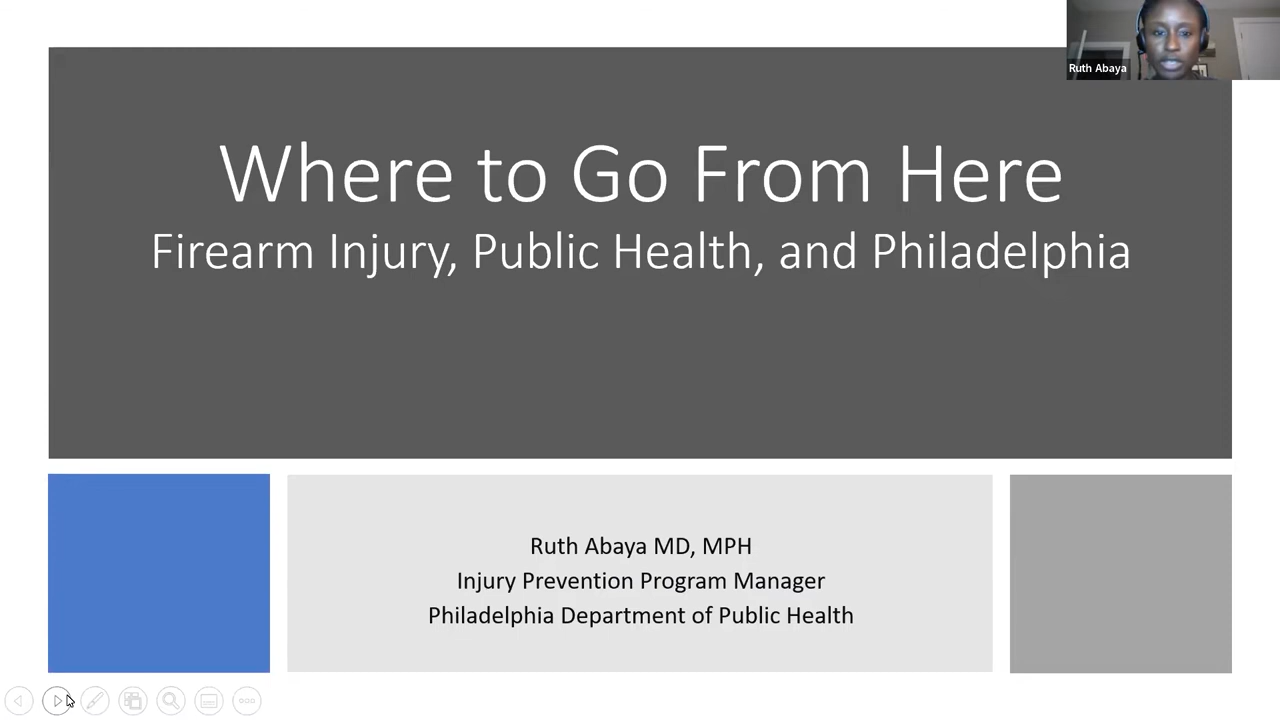 Ruth Abaya
Where to Go From Here
Firearm Injury, Public Health, and Philadelphia
Ruth Abaya MD, MPH
Injury Prevention Program Manager
Philadelphia Department of Public Health